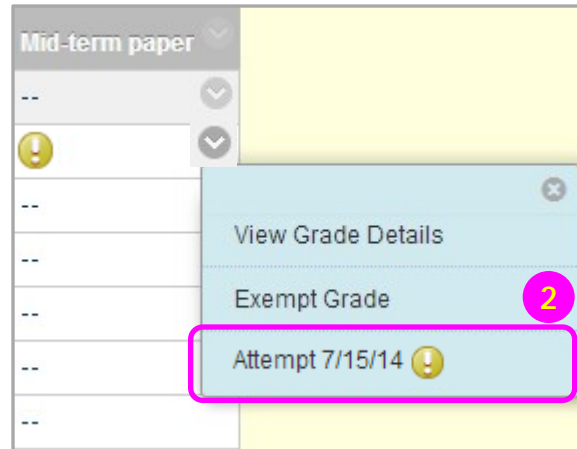 Mid-term paper
--
--
View Grade Details
--
Exempt Grade
2
--
Attempt 7/15/14
--
--